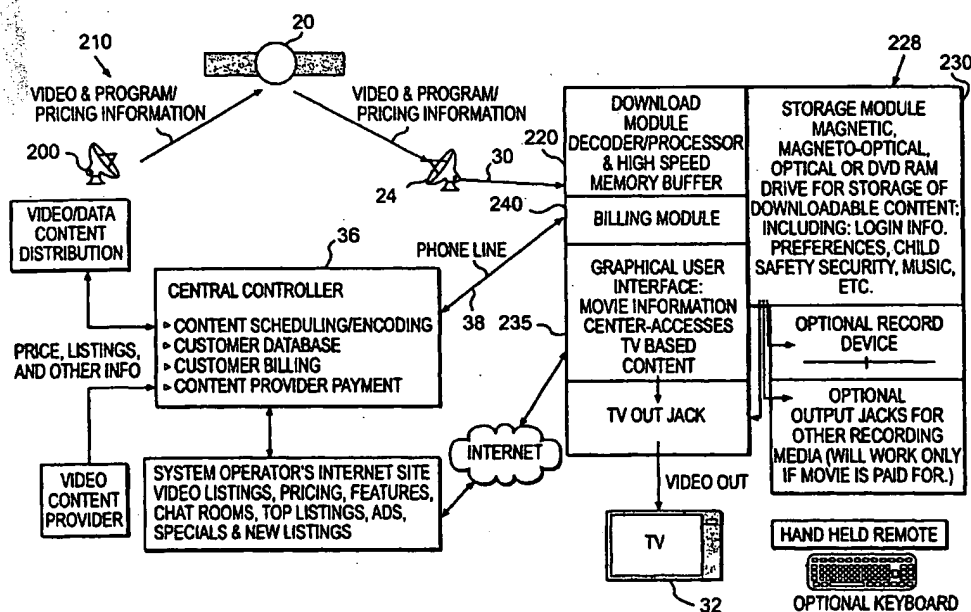 20
210
VIDEO & PROGRAM/
PRICING INFORMATION
VIDEO & PROGRAM/
PRICING INFORMATION
200
24
30
VIDEO/DATA
CONTENT
DISTRIBUTION
36
CENTRAL CONTROLLER
CONTENT SCHEDULING/ENCODING
CUSTOMER DATABASE
CUSTOMER BILLING
CONTENT PROVIDER PAYMENT
PRICE, LISTINGS,
AND OTHER INFO
VIDEO
CONTENT
PROVIDER
SYSTEM OPERATOR'S INTERNET SITE
VIDEO LISTINGS, PRICING, FEATURES,
CHAT ROOMS, TOP LISTINGS, ADS,
SPECIALS & NEW LISTINGS
PHONE LINE
38
INTERNET
220
240
235
DOWNLOAD
MODULE
DECODER/PROCESSOR
& HIGH SPEED
MEMORY BUFFER
BILLING MODULE
GRAPHICAL USER
INTERFACE:
MOVIE INFORMATION
CENTER-ACCESSES
TV BASED
CONTENT
TV OUT JACK
VIDEO OUT
TV
32
228
230
STORAGE MODULE
MAGNETIC,
MAGNETO-OPTICAL,
OPTICAL OR DVD RAM
DRIVE FOR STORAGE OF
DOWNLOADABLE CONTENT:
INCLUDING: LOGIN INFO.
PREFERENCES, CHILD
SAFETY SECURITY, MUSIC,
ETC.
OPTIONAL RECORD
DEVICE
OPTIONAL
OUTPUT JACKS FOR
OTHER RECORDING
MEDIA (WILL WORK ONLY
IF MOVIE IS PAID FOR.)
HAND HELD REMOTE
OPTIONAL KEYBOARD